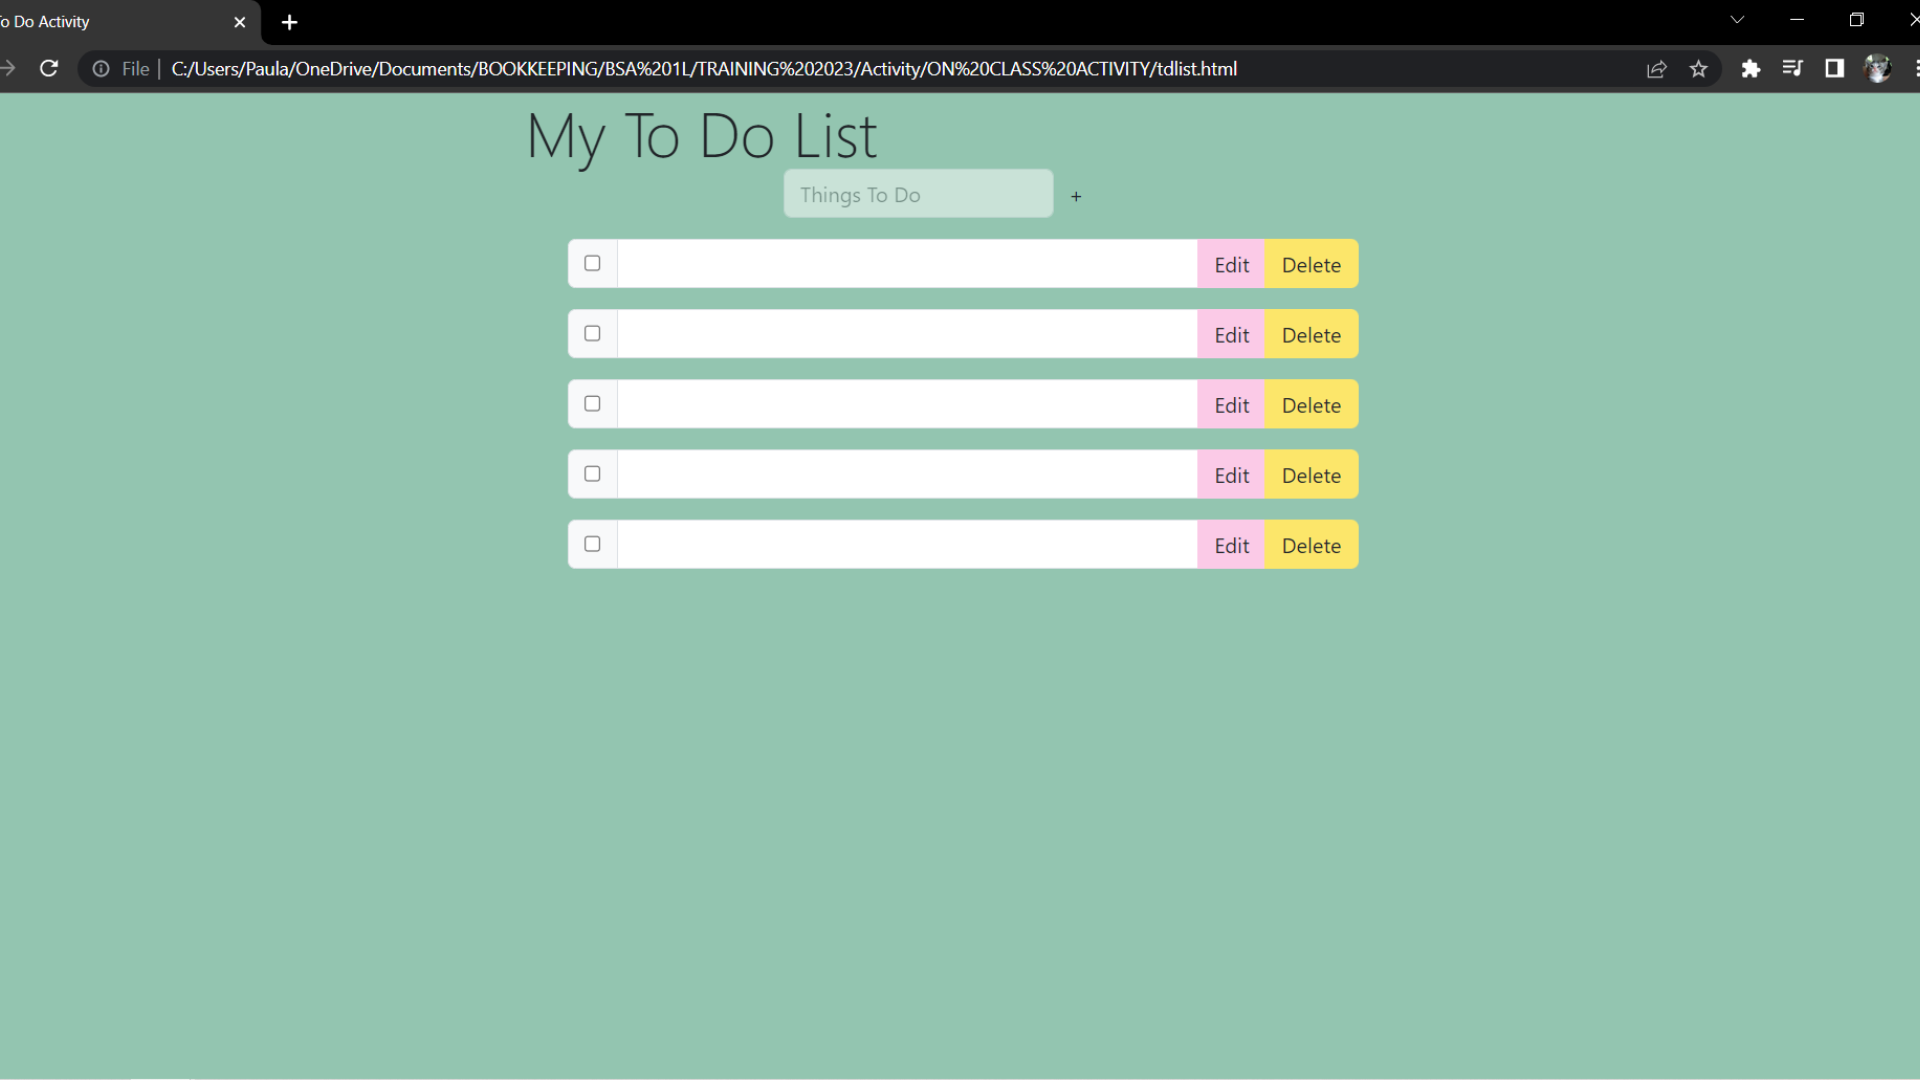 To Do Activity
File | C:/Users/Paula/OneDrive/Documents/BOOKKEEPING/BSA%201L/TRAINING%202023/Activity/ON%20CLASS%20ACTIVITY/tdlist.html
My To Do List
Things To Do +
Edit Delete
Edit Delete
Edit Delete
Edit Delete
Edit Delete